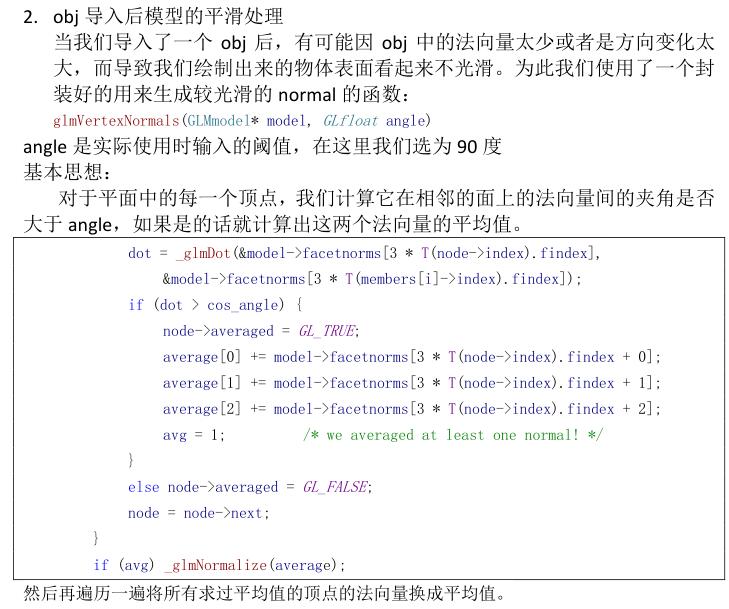 2. obj 导入后模型的平滑处理
当我们导入了一个 obj 后，有可能因 obj 中的法向量太少或者是方向变化太
大，而导致我们绘制出来的物体表面看起来不光滑。为此我们使用了一个封
装好的用来生成较光滑的 normal 的函数：
glmVertexNormals(GLMmodel* model, GLfloat angle)
angle 是实际使用时输入的阈值，在这里我们选为 90 度
基本思想：
对于平面中的每一个顶点，我们计算它在相邻的面上的法向量间的夹角是否
大于 angle，如果是的话就计算出这两个法向量的平均值。
dot = _glmDot(&model->facetnorms[3 * T(node->index).findex],
&model->facetnorms[3 * T(members[i]->index).findex]);
if (dot > cos_angle) {
node->averaged = GL_TRUE;
average[0] += model->facetnorms[3 * T(node->index).findex + 0];
average[1] += model->facetnorms[3 * T(node->index).findex + 1];
average[2] += model->facetnorms[3 * T(node->index).findex + 2];
avg = 1; /* we averaged at least one normal! */
}
else node->averaged = GL_FALSE;
node = node->next;
}
if (avg) _glmNormalize(average);
然后再遍历一遍将所有求过平均值的顶点的法向量换成平均值。